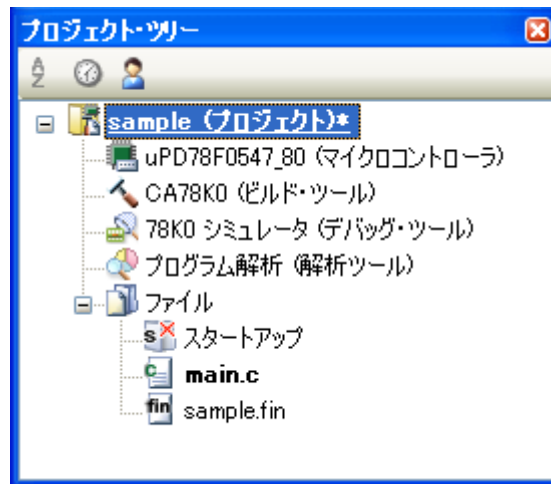 プロジェクト・ツリー
sample (プロジェクト)*
uPD78F0547_80 (マイクロコントローラ)
CA78K0 (ビルド・ツール)
78K0 シミュレータ (デバッグ・ツール)
プログラム解析 (解析ツール)
ファイル
スタートアップ
main.c
sample.fin